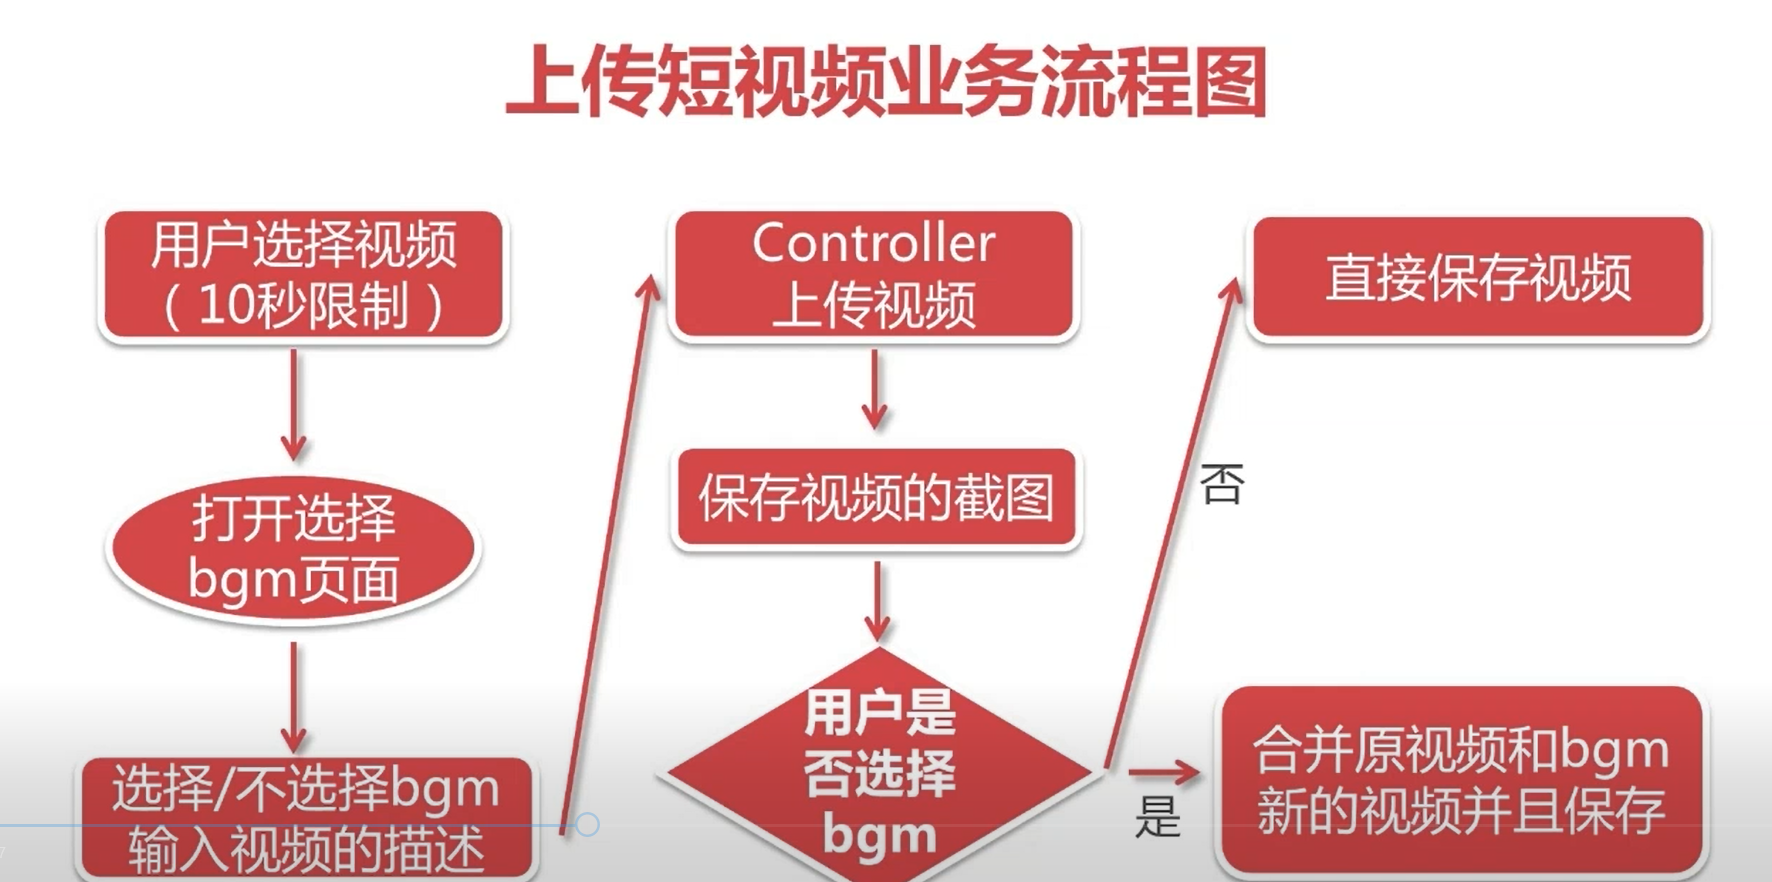 上传短视频业务流程图
用户选择视频
（10秒限制）
打开选择
bgm页面
选择/不选择bgm
输入视频的描述
Controller
上传视频
保存视频的截图
用户是
否选择
bgm
否
是
直接保存视频
合并原视频和bgm
新的视频并且保存